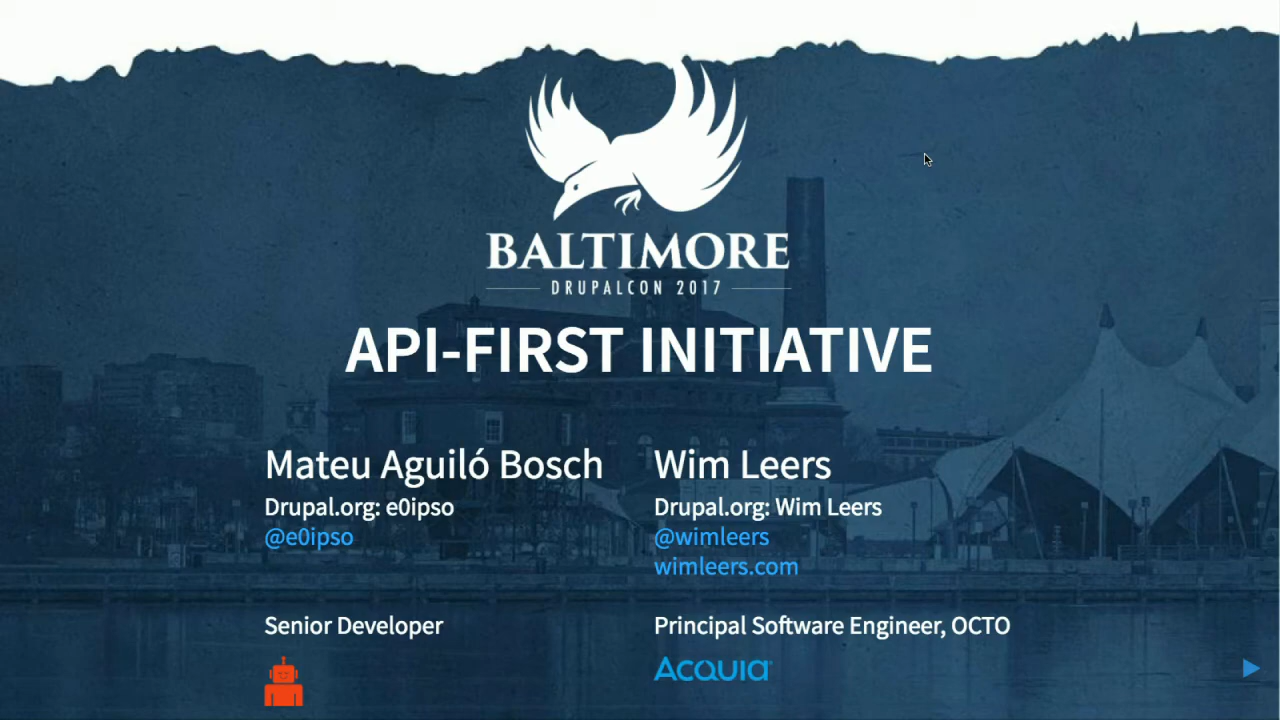 BALTIMORE
DRUPALCON 2017
API-FIRST INITIATIVE
Mateu Aguiló Bosch
Drupal.org: e0ipso
@e0ipso
Senior Developer
Wim Leers
Drupal.org: Wim Leers
@wimleers
wimleers.com
Principal Software Engineer, OCTO
Acquia